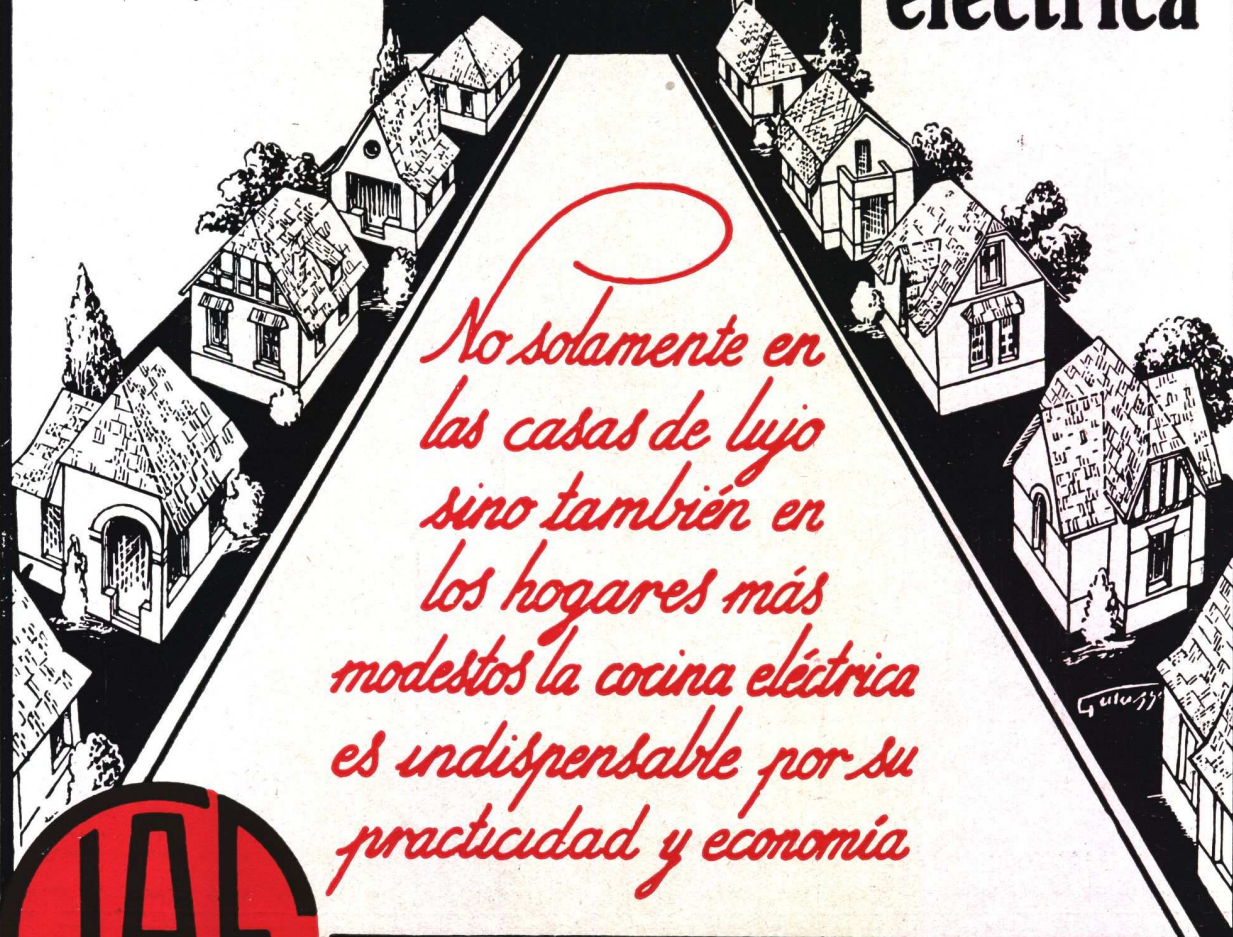 eléctrica
No solamente en
las casas de lujo
sino también en
los hogares más
modestos la cocina eléctrica
es indispensable por su
practicidad y economía